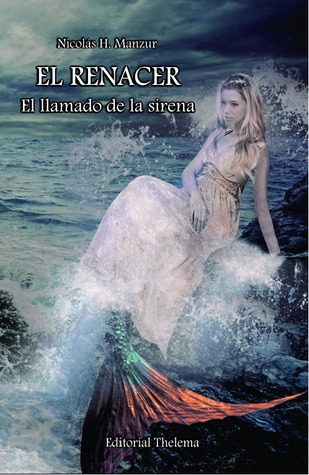 Nicolás H. Manzur
EL RENACER
El llamado de la sirena
Editorial Thelema